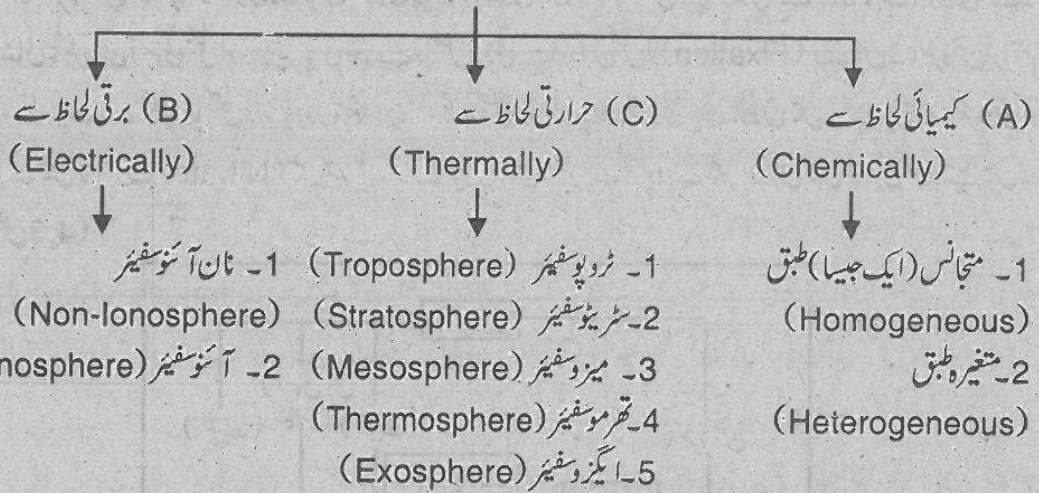 (A) کیمیائی لحاظ سے
(Chemically)
1۔ متجانس (ایک جیسا) طبق
(Homogeneous)
2۔ متغیرہ طبق
(Heterogeneous)
(C) حرارتی لحاظ سے
(Thermally)
1۔ ٹروپوسفیئر (Troposphere)
2۔ سٹریٹوسفیئر (Stratosphere)
3۔ میزوسفیئر (Mesosphere)
4۔ تھرموسفیئر (Thermosphere)
5۔ ایگزوسفیئر (Exosphere)
(B) برقی لحاظ سے
(Electrically)
1۔ نان آئنوسفیئر
(Non-Ionosphere)
2۔ آئنوسفیئر (nosphere)